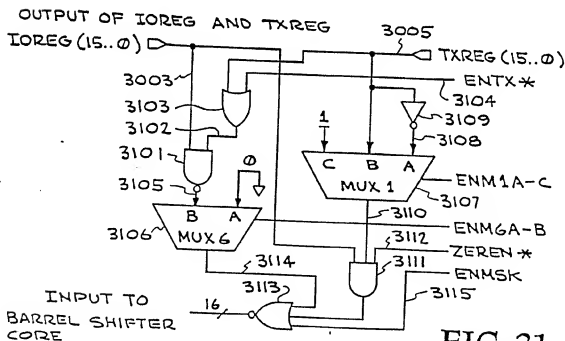 OUTPUT OF IOREG AND TXREG
IOREG (15..0)
3005
TXREG (15..0)
3003
3103
ENTX*
3104
3109
3102
3108
3101
1
3105
0
C B A
MUX 1
ENM1A-C
3107
B A
3110
ENM6A-B
3106
MUX 6
3112
ZEREN-*
3114
3111
ENMSK
3113
3115
INPUT TO
BARREL SHIFTER
CORE
16
FIG. 31